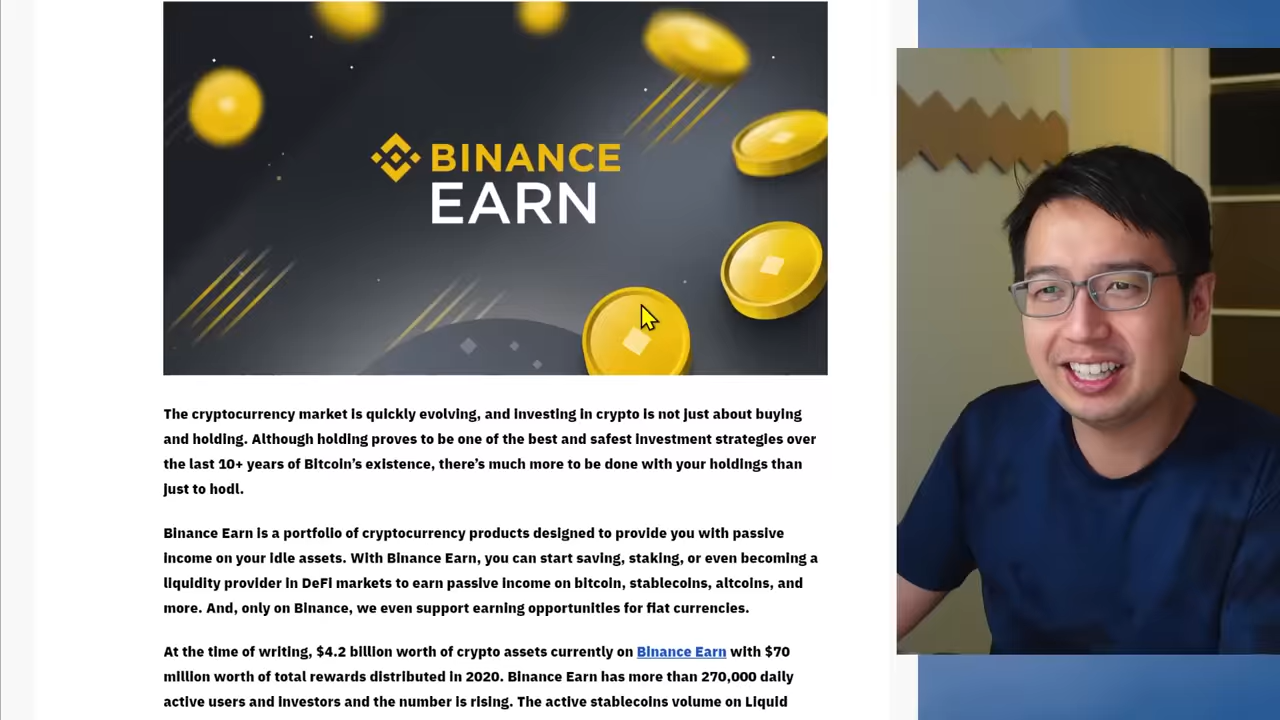 BINANCE
EARN
The cryptocurrency market is quickly evolving, and investing in crypto is not just about buying
and holding. Although holding proves to be one of the best and safest investment strategies over
the last 10+ years of Bitcoin’s existence, there’s much more to be done with your holdings than
just to hodl.
Binance Earn is a portfolio of cryptocurrency products designed to provide you with passive
income on your idle assets. With Binance Earn, you can start saving, staking, or even becoming a
liquidity provider in DeFi markets to earn passive income on bitcoin, stablecoins, altcoins, and
more. And, only on Binance, we even support earning opportunities for fiat currencies.
At the time of writing, $4.2 billion worth of crypto assets currently on Binance Earn with $70
million worth of total rewards distributed in 2020. Binance Earn has more than 270,000 daily
active users and investors and the number is rising. The active stablecoins volume on Liquid